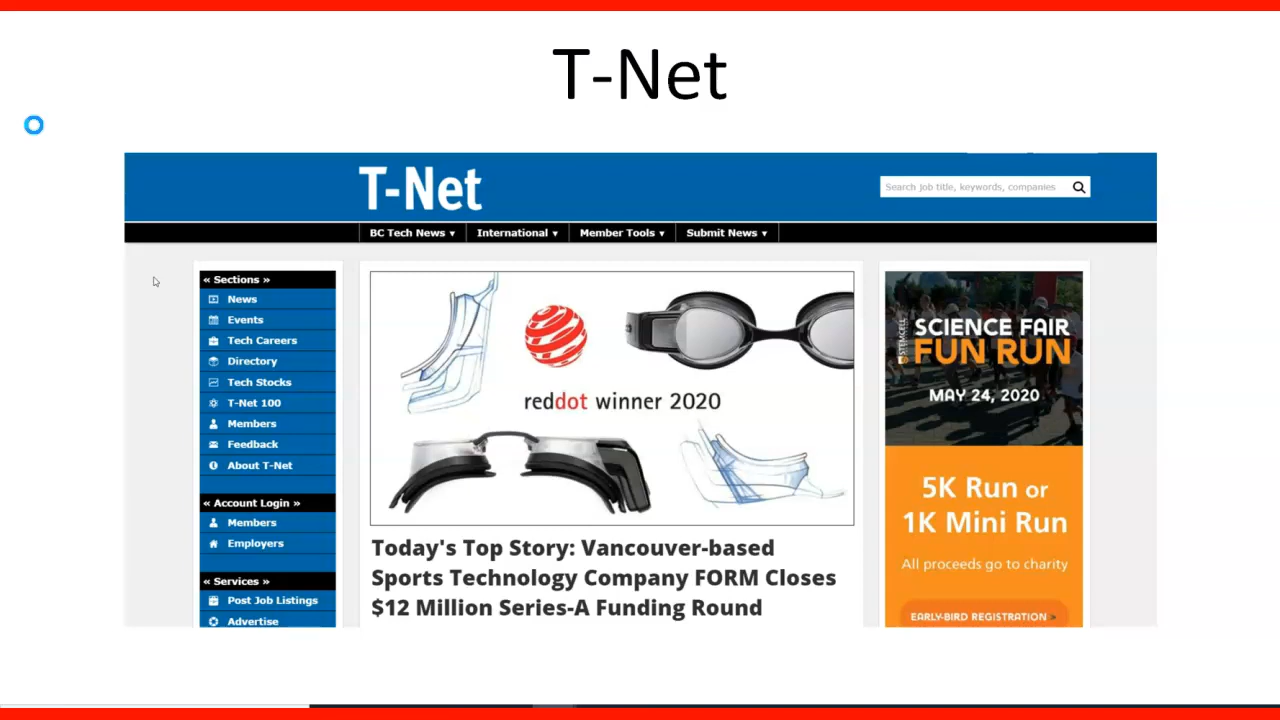 T-Net
T-Net
Search job title, keywords, companies
BC Tech News ▾
International ▾
Member Tools ▾
Submit News ▾
« Sections »
News
Events
Tech Careers
Directory
Tech Stocks
T-Net 100
Members
Feedback
About T-Net
« Account Login »
Members
Employers
« Services »
Post Job Listings
Advertise
reddot winner 2020
Today's Top Story: Vancouver-based
Sports Technology Company FORM Closes
$12 Million Series-A Funding Round
STEMCELL
SCIENCE FAIR
FUN RUN
MAY 24, 2020
5K Run or
1K Mini Run
All proceeds go to charity
EARLY-BIRD REGISTRATION >